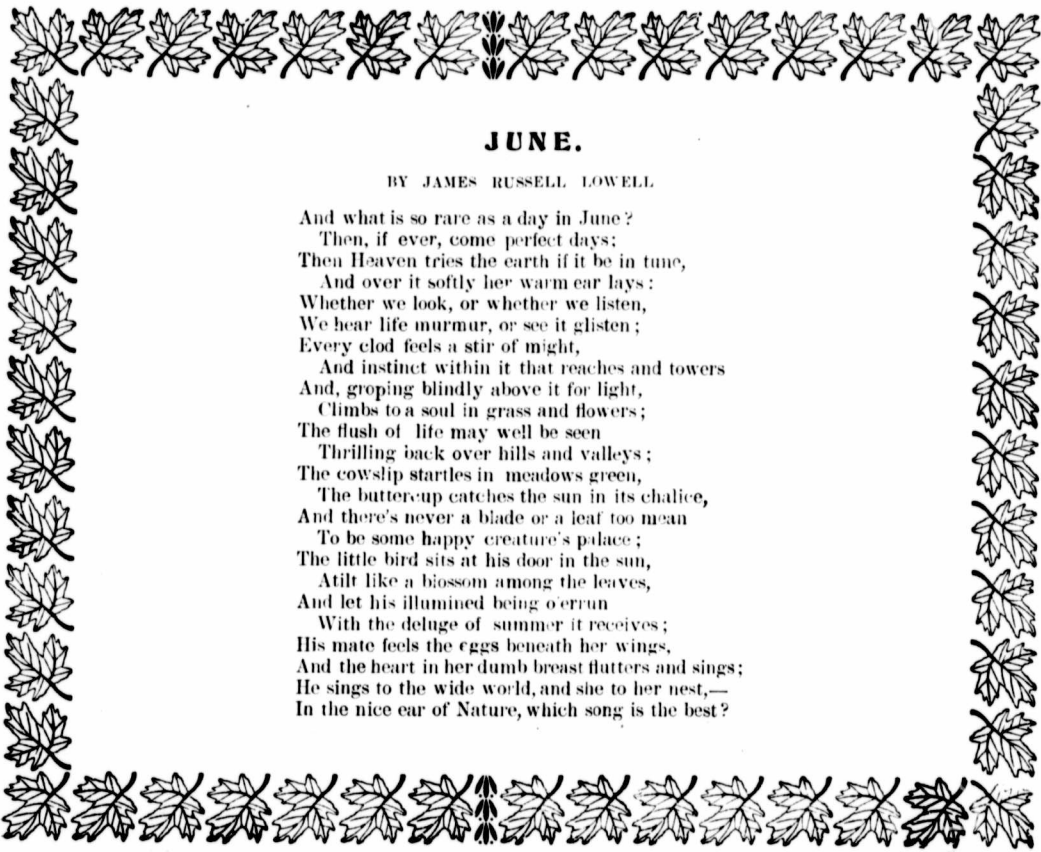 JUNE.
BY JAMES RUSSELL LOWELL
And what is so rare as a day in June?
Then, if ever, come perfect days;
Then Heaven tries the earth if it be in tune,
And over it softly her warm ear lays:
Whether we look, or whether we listen,
We hear life murmur, or see it glisten;
Every clod feels a stir of might,
And instinct within it that reaches and towers
And, groping blindly above it for light,
Climbs to a soul in grass and flowers;
The flush of life may well be seen
Thrilling back over hills and valleys;
The cowslip startles in meadows green,
The buttercup catches the sun in its chalice,
And there's never a blade or a leaf too mean
To be some happy creature's palace;
The little bird sits at his door in the sun,
Atilt like a blossom among the leaves,
And let his illumined being o'errun
With the deluge of summer it receives;
His mate feels the eggs beneath her wings,
And the heart in her dumb breast flutters and sings;
He sings to the wide world, and she to her nest,—
In the nice ear of Nature, which song is the best?